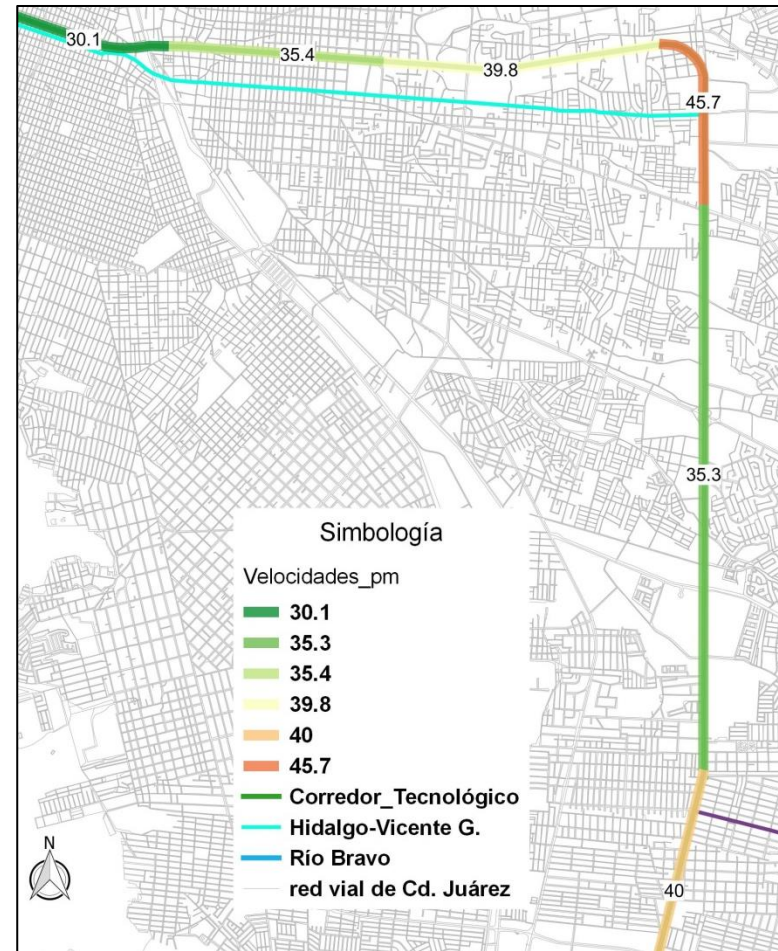 30.1
35.4
39.8
45.7
35.3
Simbología
Velocidades_pm
30.1
35.3
35.4
39.8
40
45.7
Corredor_Tecnológico
Hidalgo-Vicente G.
Río Bravo
red vial de Cd. Juárez
N
40